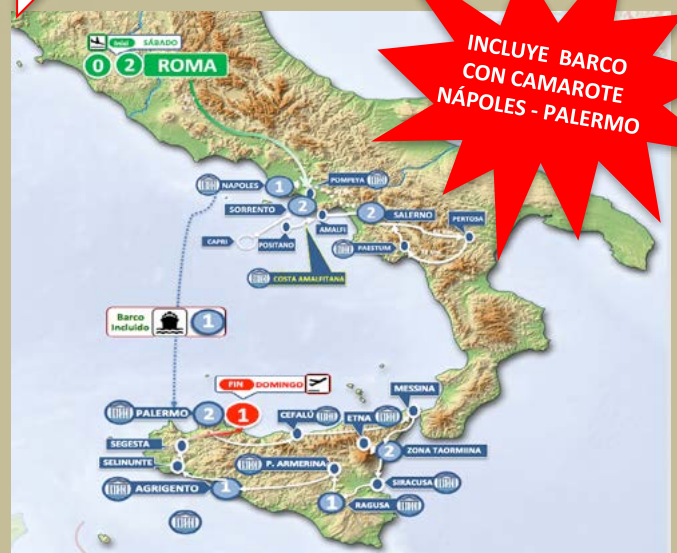 INCLUYE BARCO
CON CAMAROTE
NÁPOLES - PALERMO
Inicio SÁBADO
0 2 ROMA
NAPOLES 1
POMPEYA
SORRENTO 2
2 SALERNO
PERTOSA
AMALFI
CAPRI
POSITANO
PAESTUM
COSTA AMALFITANA
Barco
Incluido
1
FIN DOMINGO
MESSINA
PALERMO 2 1
CEFALÚ
ETNA
SEGESTA
2 ZONA TAORMIINA
SELINUNTE
P. ARMERINA
SIRACUSA
AGRIGENTO 1
1 RAGUSA